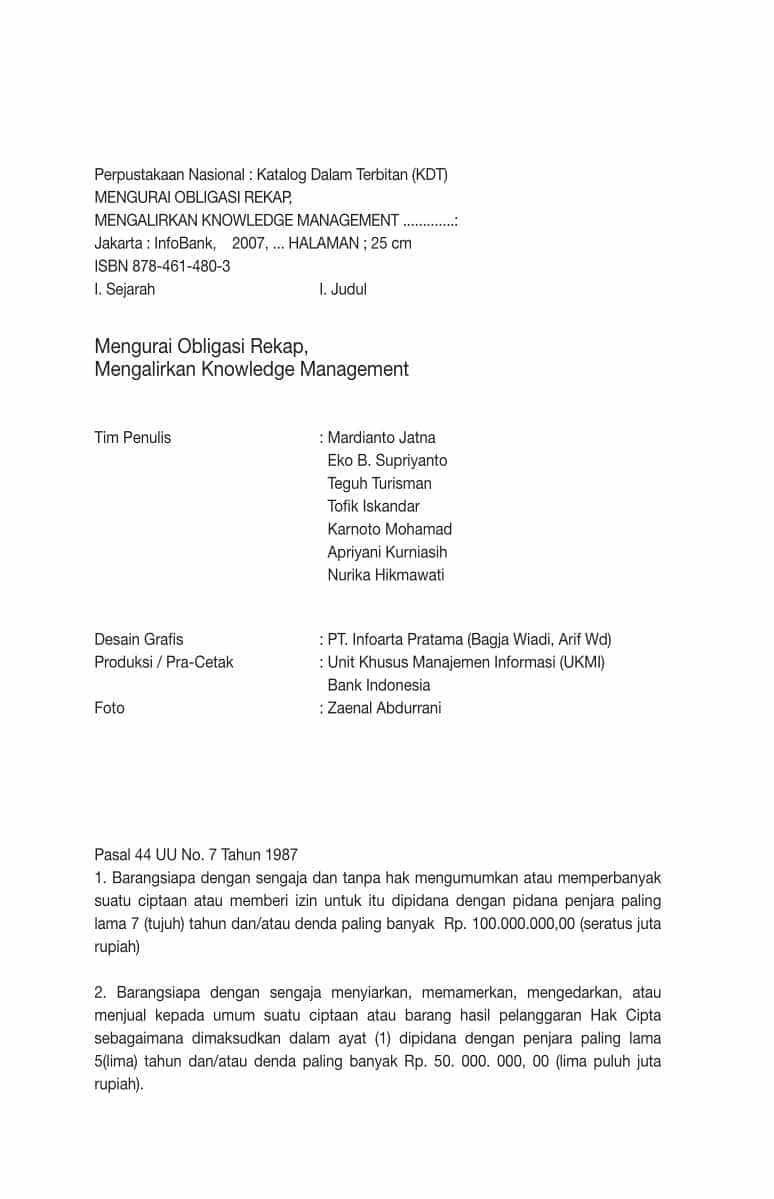 Perpustakaan Nasional : Katalog Dalam Terbitan (KDT)
MENGURAI OBLIGASI REKAP,
MENGALIRKAN KNOWLEDGE MANAGEMENT .............:
Jakarta : InfoBank, 2007, ... HALAMAN ; 25 cm
ISBN 878-461-480-3
I. Sejarah I. Judul
Mengurai Obligasi Rekap,
Mengalirkan Knowledge Management
Tim Penulis : Mardianto Jatna
Eko B. Supriyanto
Teguh Turisman
Tofik Iskandar
Karnoto Mohamad
Apriyani Kurniasih
Nurika Hikmawati
Desain Grafis : PT. Infoarta Pratama (Bagja Wiadi, Arif Wd)
Produksi / Pra-Cetak : Unit Khusus Manajemen Informasi (UKMI)
Bank Indonesia
Foto : Zaenal Abdurrani
Pasal 44 UU No. 7 Tahun 1987
1. Barangsiapa dengan sengaja dan tanpa hak mengumumkan atau memperbanyak
suatu ciptaan atau memberi izin untuk itu dipidana dengan pidana penjara paling
lama 7 (tujuh) tahun dan/atau denda paling banyak Rp. 100.000.000,00 (seratus juta
rupiah)
2. Barangsiapa dengan sengaja menyiarkan, memamerkan, mengedarkan, atau
menjual kepada umum suatu ciptaan atau barang hasil pelanggaran Hak Cipta
sebagaimana dimaksudkan dalam ayat (1) dipidana dengan penjara paling lama
5(lima) tahun dan/atau denda paling banyak Rp. 50. 000. 000, 00 (lima puluh juta
rupiah).